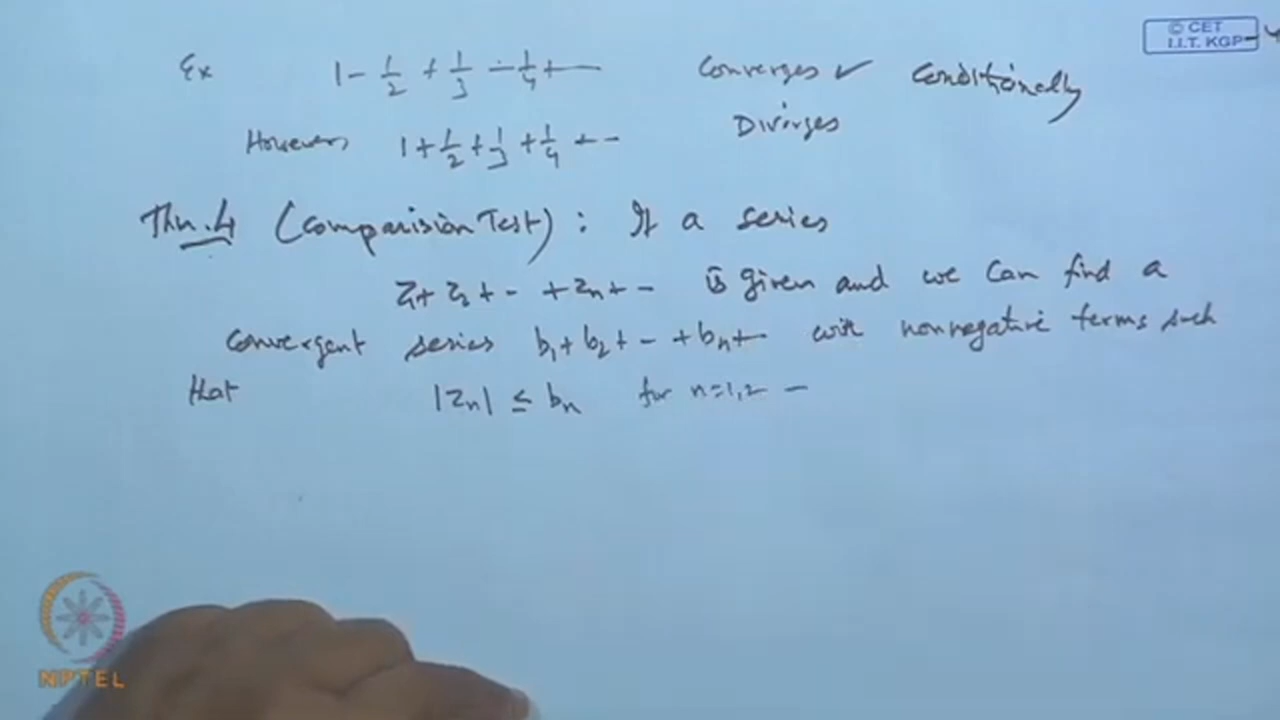 © CET
I.I.T. KGP
Ex 1 - 1/2 + 1/3 - 1/4 + — Converges ✓ Conditionally
However 1 + 1/2 + 1/3 + 1/4 + -- Diverges
Thm. 4 (Comparision Test) : If a series
z₁ + z₂ + - + zₙ + - is given and we can find a
convergent series b₁ + b₂ + - + bₙ + — with nonnegative terms such
that |zₙ| ≤ bₙ for n=1,2 —
NPTEL